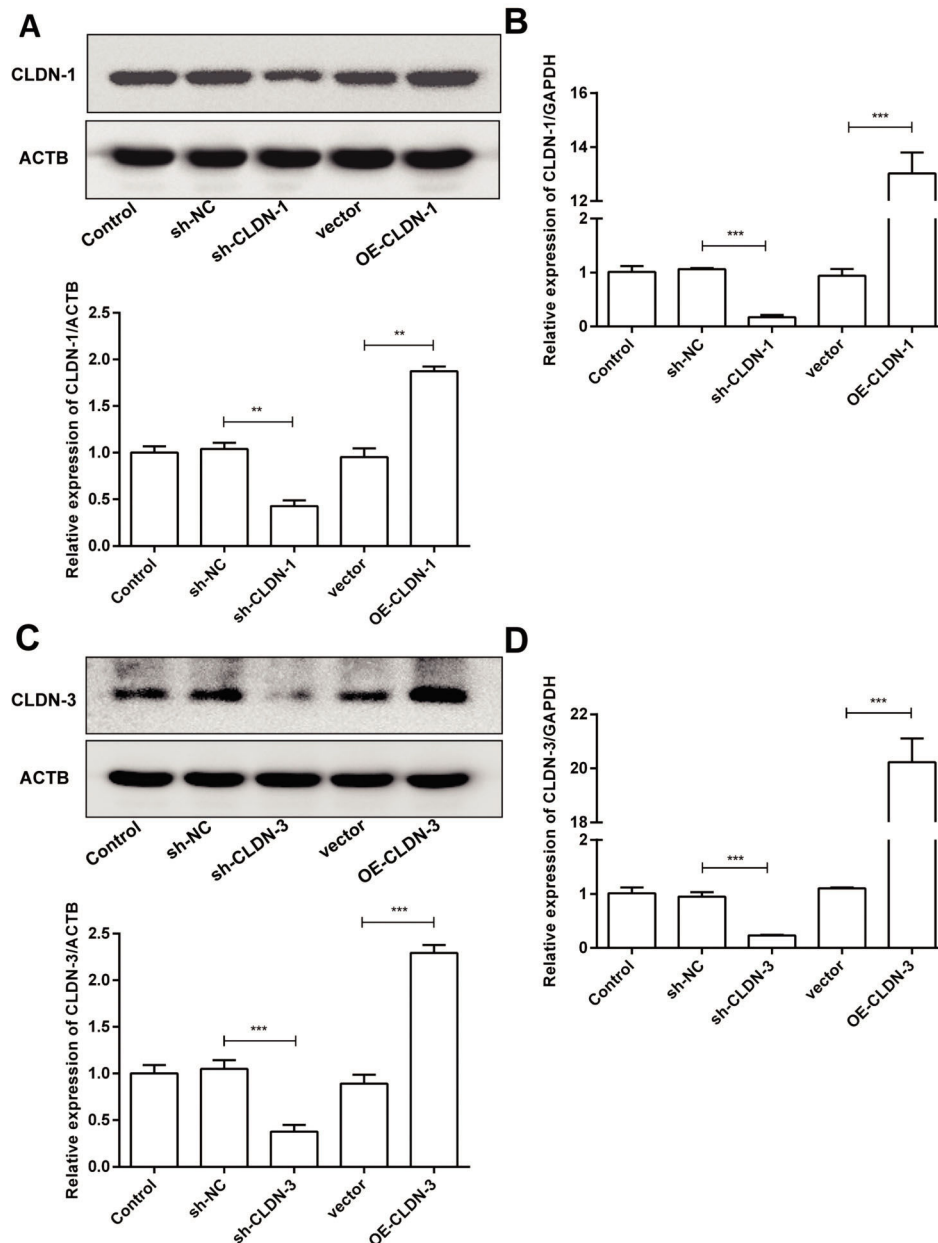 A
CLDN-1
ACTB
Control
sh-NC
sh-CLDN-1
vector
OE-CLDN-1
Relative expression of CLDN-1/ACTB
2.5
2.0
1.5
1.0
0.5
0.0
**
**
Control
sh-NC
sh-CLDN-1
vector
OE-CLDN-1
B
Relative expression of CLDN-1/GAPDH
16
14
12
2
1
0
***
***
Control
sh-NC
sh-CLDN-1
vector
OE-CLDN-1
C
CLDN-3
ACTB
Control
sh-NC
sh-CLDN-3
vector
OE-CLDN-3
Relative expression of CLDN-3/ACTB
2.5
2.0
1.5
1.0
0.5
0.0
***
***
Control
sh-NC
sh-CLDN-3
vector
OE-CLDN-3
D
Relative expression of CLDN-3/GAPDH
22
20
18
2
1
0
***
***
Control
sh-NC
sh-CLDN-3
vector
OE-CLDN-3